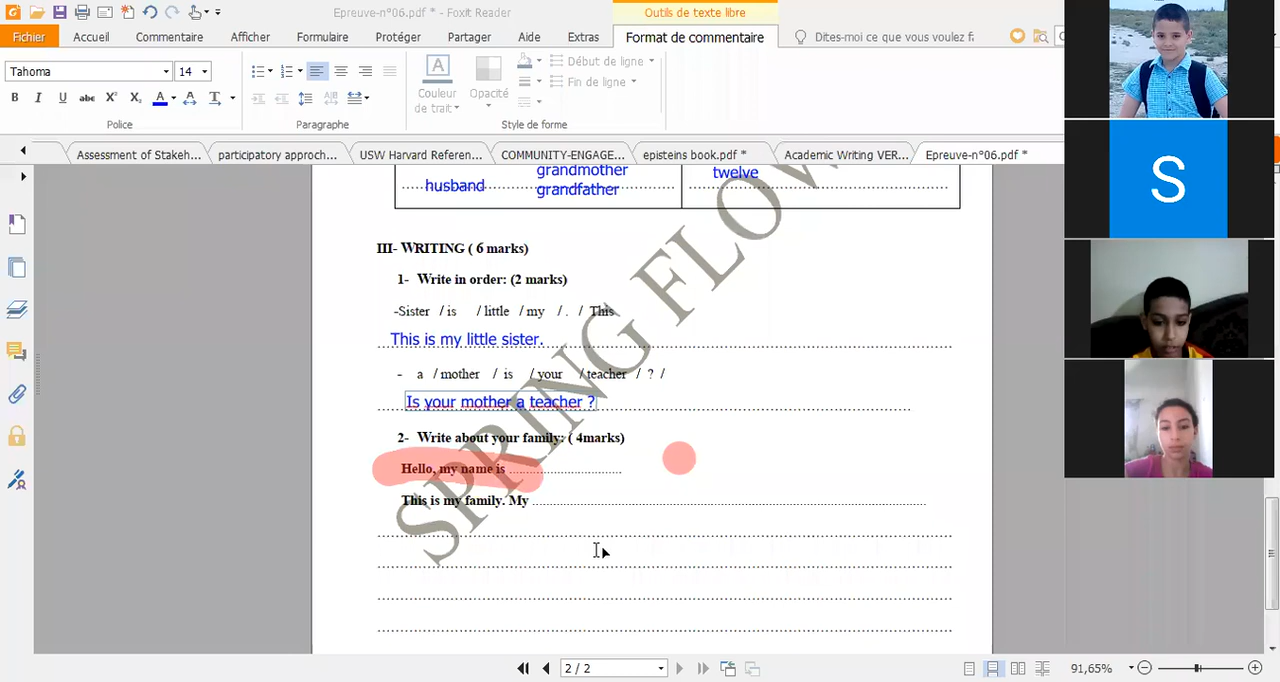 Epreuve-n°06.pdf * - Foxit Reader
Outils de texte libre
Fichier Accueil Commentaire Afficher Formulaire Protéger Partager Aide Extras Format de commentaire Dites-moi ce que vous voulez f
Tahoma 14
Début de ligne
Fin de ligne
Couleur de trait
Opacité
Police Paragraphe Style de forme
Assessment of Stakeh... participatory approch... USW Harvard Referen... COMMUNITY-ENGAGE... episteins book.pdf * Academic Writing VER... Epreuve-n°06.pdf *
husband grandmother twelve
grandfather
III- WRITING ( 6 marks)
1- Write in order: (2 marks)
-Sister / is / little / my / . / This
This is my little sister.
- a / mother / is / your / teacher / ? /
Is your mother a teacher ?
2- Write about your family: ( 4marks)
Hello, my name is
This is my family. My
SPRING FLOW
S
2 / 2
91,65%